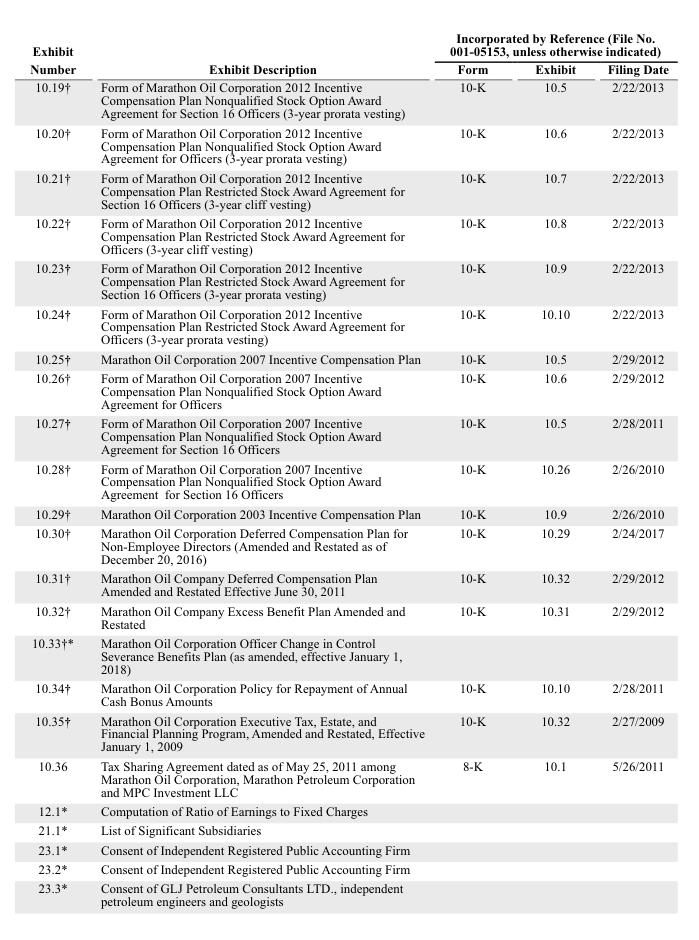 Incorporated by Reference (File No.
001-05153, unless otherwise indicated)
Exhibit
Number Exhibit Description Form Exhibit Filing Date
10.19† Form of Marathon Oil Corporation 2012 Incentive 10-K 10.5 2/22/2013
Compensation Plan Nonqualified Stock Option Award
Agreement for Section 16 Officers (3-year prorata vesting)
10.20† Form of Marathon Oil Corporation 2012 Incentive 10-K 10.6 2/22/2013
Compensation Plan Nonqualified Stock Option Award
Agreement for Officers (3-year prorata vesting)
10.21† Form of Marathon Oil Corporation 2012 Incentive 10-K 10.7 2/22/2013
Compensation Plan Restricted Stock Award Agreement for
Section 16 Officers (3-year cliff vesting)
10.22† Form of Marathon Oil Corporation 2012 Incentive 10-K 10.8 2/22/2013
Compensation Plan Restricted Stock Award Agreement for
Officers (3-year cliff vesting)
10.23† Form of Marathon Oil Corporation 2012 Incentive 10-K 10.9 2/22/2013
Compensation Plan Restricted Stock Award Agreement for
Section 16 Officers (3-year prorata vesting)
10.24† Form of Marathon Oil Corporation 2012 Incentive 10-K 10.10 2/22/2013
Compensation Plan Restricted Stock Award Agreement for
Officers (3-year prorata vesting)
10.25† Marathon Oil Corporation 2007 Incentive Compensation Plan 10-K 10.5 2/29/2012
10.26† Form of Marathon Oil Corporation 2007 Incentive 10-K 10.6 2/29/2012
Compensation Plan Nonqualified Stock Option Award
Agreement for Officers
10.27† Form of Marathon Oil Corporation 2007 Incentive 10-K 10.5 2/28/2011
Compensation Plan Nonqualified Stock Option Award
Agreement for Section 16 Officers
10.28† Form of Marathon Oil Corporation 2007 Incentive 10-K 10.26 2/26/2010
Compensation Plan Nonqualified Stock Option Award
Agreement for Section 16 Officers
10.29† Marathon Oil Corporation 2003 Incentive Compensation Plan 10-K 10.9 2/26/2010
10.30† Marathon Oil Corporation Deferred Compensation Plan for 10-K 10.29 2/24/2017
Non-Employee Directors (Amended and Restated as of
December 20, 2016)
10.31† Marathon Oil Company Deferred Compensation Plan 10-K 10.32 2/29/2012
Amended and Restated Effective June 30, 2011
10.32† Marathon Oil Company Excess Benefit Plan Amended and 10-K 10.31 2/29/2012
Restated
10.33†* Marathon Oil Corporation Officer Change in Control
Severance Benefits Plan (as amended, effective January 1,
2018)
10.34† Marathon Oil Corporation Policy for Repayment of Annual 10-K 10.10 2/28/2011
Cash Bonus Amounts
10.35† Marathon Oil Corporation Executive Tax, Estate, and 10-K 10.32 2/27/2009
Financial Planning Program, Amended and Restated, Effective
January 1, 2009
10.36 Tax Sharing Agreement dated as of May 25, 2011 among 8-K 10.1 5/26/2011
Marathon Oil Corporation, Marathon Petroleum Corporation
and MPC Investment LLC
12.1* Computation of Ratio of Earnings to Fixed Charges
21.1* List of Significant Subsidiaries
23.1* Consent of Independent Registered Public Accounting Firm
23.2* Consent of Independent Registered Public Accounting Firm
23.3* Consent of GLJ Petroleum Consultants LTD., independent
petroleum engineers and geologists